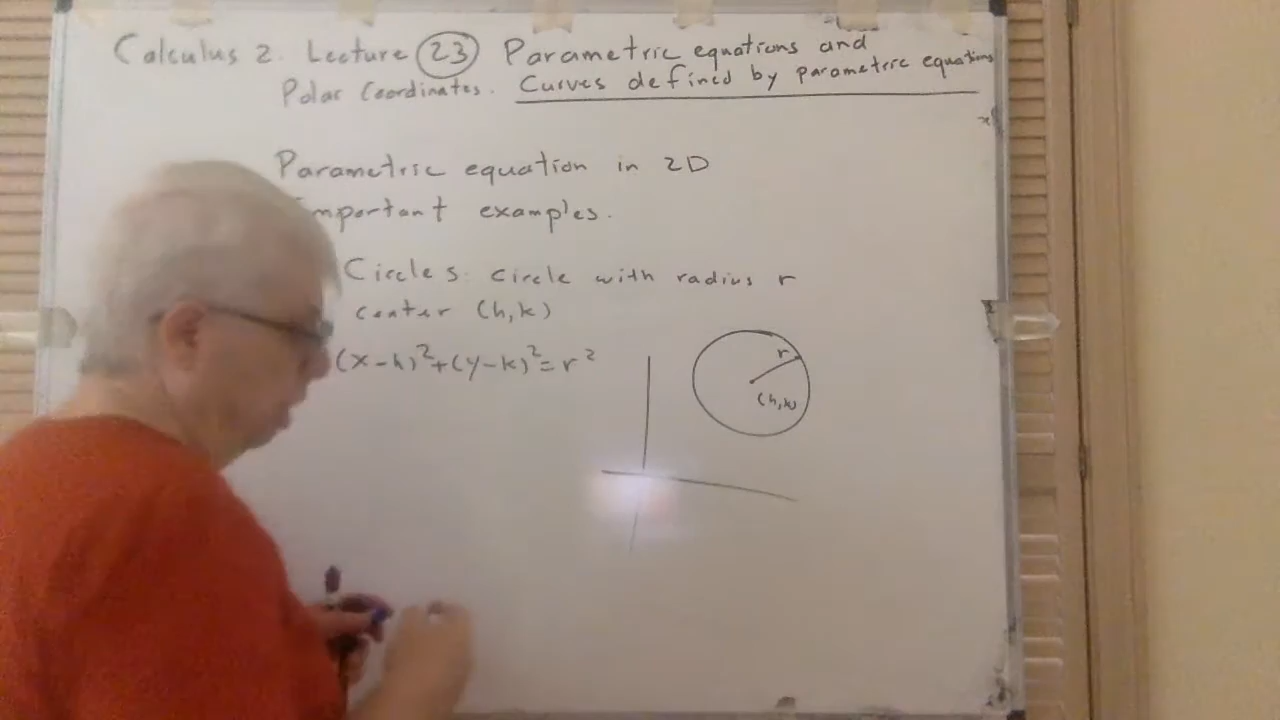 Calculus 2. Lecture 23 Parametric equations and
Polar Coordinates. Curves defined by parametric equations
Parametric equation in 2D
Important examples.
Circles: circle with radius r
center (h,k)
(x-h)²+(y-k)²=r²
r
(h,k)